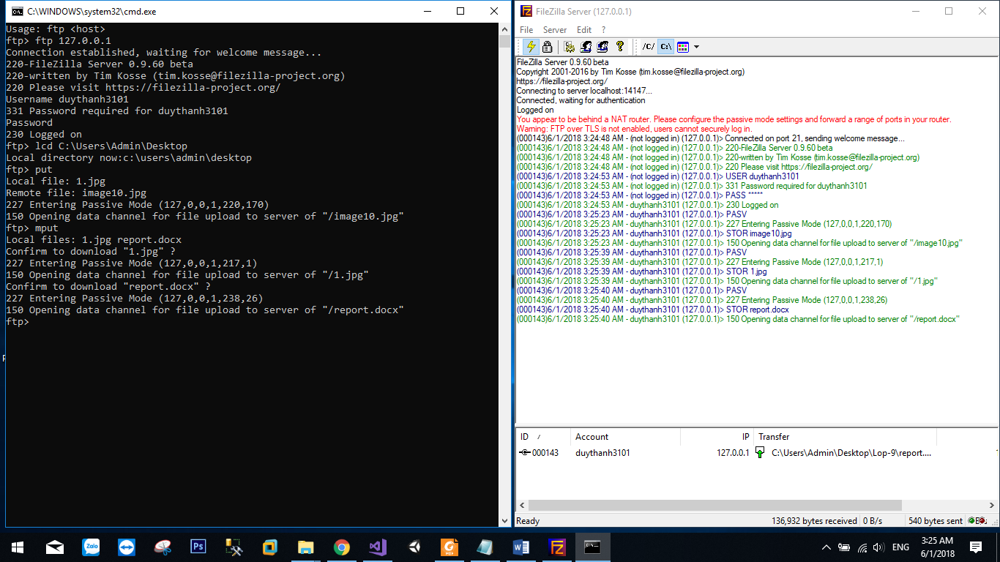 C:\WINDOWS\system32\cmd.exe
Usage: ftp <host>
ftp> ftp 127.0.0.1
Connection established, waiting for welcome message...
220-FileZilla Server 0.9.60 beta
220-written by Tim Kosse (tim.kosse@filezilla-project.org)
220 Please visit https://filezilla-project.org/
Username duythanh3101
331 Password required for duythanh3101
Password
230 Logged on
ftp> lcd C:\Users\Admin\Desktop
Local directory now:c:\users\admin\desktop
ftp> put
Local file: 1.jpg
Remote file: image10.jpg
227 Entering Passive Mode (127,0,0,1,220,170)
150 Opening data channel for file upload to server of "/image10.jpg"
ftp> mput
Local files: 1.jpg report.docx
Confirm to download "1.jpg" ?
227 Entering Passive Mode (127,0,0,1,217,1)
150 Opening data channel for file upload to server of "/1.jpg"
Confirm to download "report.docx" ?
227 Entering Passive Mode (127,0,0,1,238,26)
150 Opening data channel for file upload to server of "/report.docx"
ftp>
FileZilla Server (127.0.0.1)
File Server Edit ?
/C/ C:\
FileZilla Server 0.9.60 beta
Copyright 2001-2016 by Tim Kosse (tim.kosse@filezilla-project.org)
https://filezilla-project.org/
Connecting to server localhost:14147...
Connected, waiting for authentication
Logged on
You appear to be behind a NAT router. Please configure the passive mode settings and forward a range of ports in your router.
Warning: FTP over TLS is not enabled, users cannot securely log in.
(000143)6/1/2018 3:24:48 AM - (not logged in) (127.0.0.1)> Connected on port 21, sending welcome message...
(000143)6/1/2018 3:24:48 AM - (not logged in) (127.0.0.1)> 220-FileZilla Server 0.9.60 beta
(000143)6/1/2018 3:24:48 AM - (not logged in) (127.0.0.1)> 220-written by Tim Kosse (tim.kosse@filezilla-project.org)
(000143)6/1/2018 3:24:48 AM - (not logged in) (127.0.0.1)> 220 Please visit https://filezilla-project.org/
(000143)6/1/2018 3:24:53 AM - (not logged in) (127.0.0.1)> USER duythanh3101
(000143)6/1/2018 3:24:53 AM - (not logged in) (127.0.0.1)> 331 Password required for duythanh3101
(000143)6/1/2018 3:24:53 AM - (not logged in) (127.0.0.1)> PASS *****
(000143)6/1/2018 3:24:53 AM - duythanh3101 (127.0.0.1)> 230 Logged on
(000143)6/1/2018 3:25:23 AM - duythanh3101 (127.0.0.1)> PASV
(000143)6/1/2018 3:25:23 AM - duythanh3101 (127.0.0.1)> 227 Entering Passive Mode (127,0,0,1,220,170)
(000143)6/1/2018 3:25:23 AM - duythanh3101 (127.0.0.1)> STOR image10.jpg
(000143)6/1/2018 3:25:23 AM - duythanh3101 (127.0.0.1)> 150 Opening data channel for file upload to server of "/image10.jpg"
(000143)6/1/2018 3:25:39 AM - duythanh3101 (127.0.0.1)> PASV
(000143)6/1/2018 3:25:39 AM - duythanh3101 (127.0.0.1)> 227 Entering Passive Mode (127,0,0,1,217,1)
(000143)6/1/2018 3:25:39 AM - duythanh3101 (127.0.0.1)> STOR 1.jpg
(000143)6/1/2018 3:25:39 AM - duythanh3101 (127.0.0.1)> 150 Opening data channel for file upload to server of "/1.jpg"
(000143)6/1/2018 3:25:40 AM - duythanh3101 (127.0.0.1)> PASV
(000143)6/1/2018 3:25:40 AM - duythanh3101 (127.0.0.1)> 227 Entering Passive Mode (127,0,0,1,238,26)
(000143)6/1/2018 3:25:40 AM - duythanh3101 (127.0.0.1)> STOR report.docx
(000143)6/1/2018 3:25:40 AM - duythanh3101 (127.0.0.1)> 150 Opening data channel for file upload to server of "/report.docx"
ID / Account IP Transfer
000143 duythanh3101 127.0.0.1 C:\Users\Admin\Desktop\Lop-9\report....
Ready 136,932 bytes received 0 B/s 540 bytes sent
Zalo Ps W ENG 3:25 AM
6/1/2018